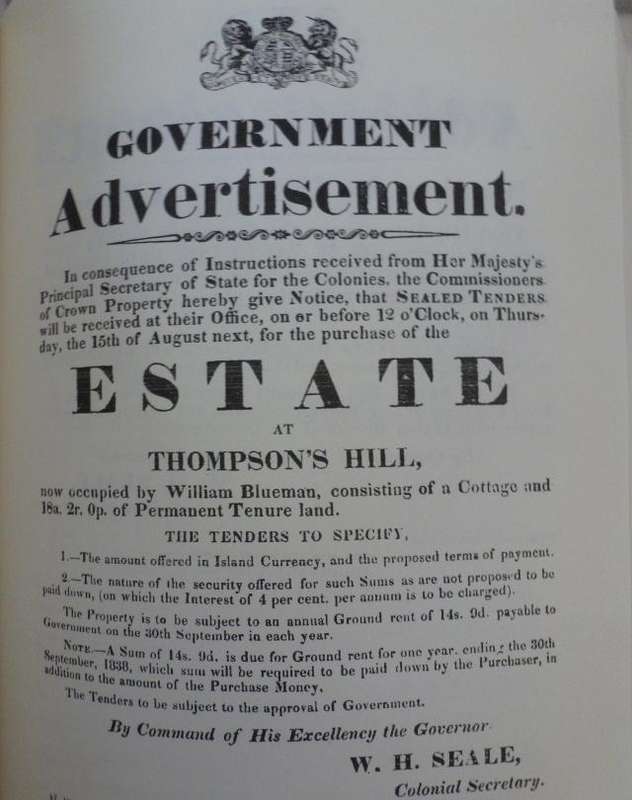 GOVERNMENT
Advertisement.
In consequence of Instructions received from Her Majesty's
Principal Secretary of State for the Colonies, the Commissioners
of Crown Property hereby give Notice, that SEALED TENDERS
will be received at their Office, on or before 12 o'Clock, on Thurs-
day, the 15th of August next, for the purchase of the
ESTATE
AT
THOMPSON'S HILL,
now occupied by William Blueman, consisting of a Cottage and
18a. 2r. 0p. of Permanent Tenure land.
THE TENDERS TO SPECIFY,
1.—The amount offered in Island Currency, and the proposed terms of payment.
2.—The nature of the security offered for such Sums as are not proposed to be
paid down, (on which the Interest of 4 per cent. per annum is to be charged).
The Property is to be subject to an annual Ground rent of 14s. 9d. payable to
Government on the 30th September in each year.
NOTE.—A Sum of 14s. 9d. is due for Ground rent for one year, ending the 30th
September, 1838, which sum will be required to be paid down by the Purchaser, in
addition to the amount of the Purchase Money.
The Tenders to be subject to the approval of Government.
By Command of His Excellency the Governor
W. H. SEALE,
Colonial Secretary.